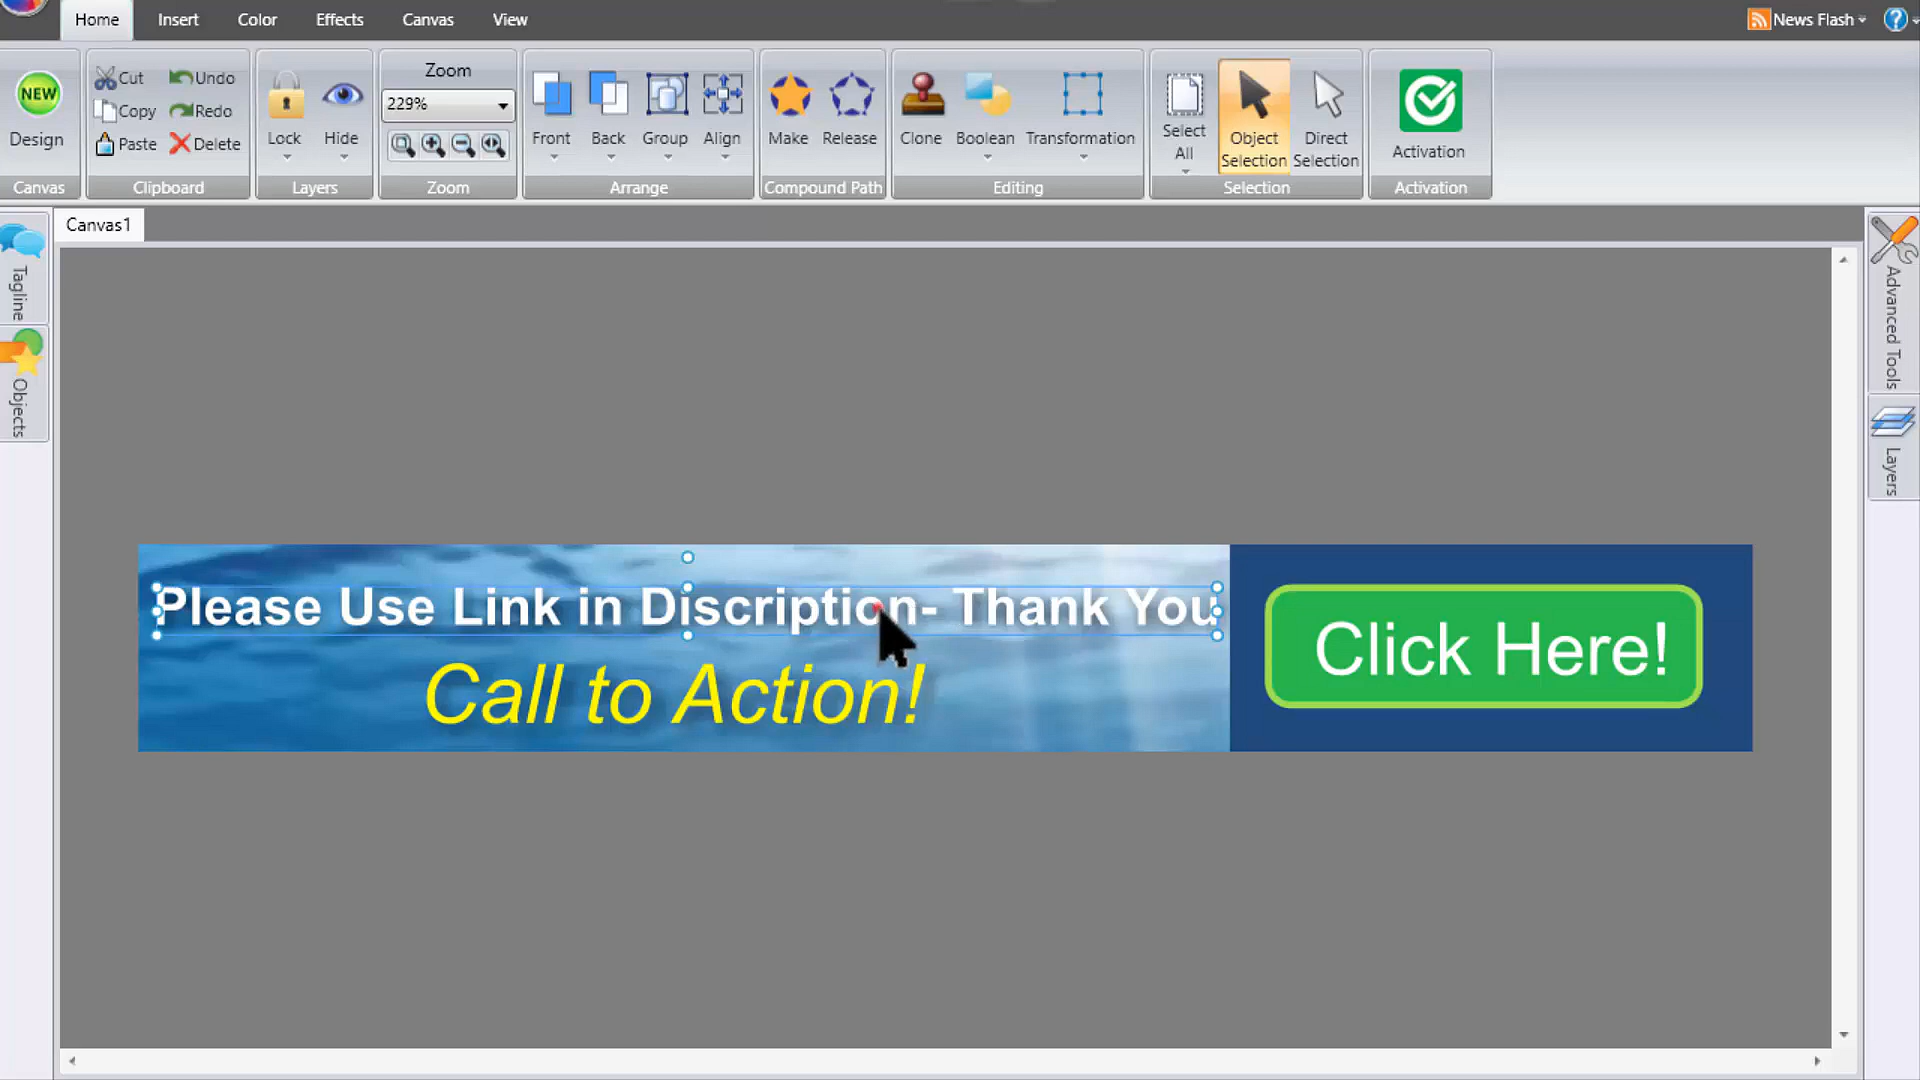 Home Insert Color Effects Canvas View News Flash ?
NEW Design Canvas
Cut Undo
Copy Redo
Paste Delete
Clipboard
Lock Hide
Layers
Zoom
229%
Zoom
Front Back Group Align
Arrange
Make Release
Compound Path
Clone Boolean Transformation
Editing
Select All Object Selection Direct Selection
Selection
Activation
Activation
Canvas1
Tagline
Objects
Advanced Tools
Layers
Please Use Link in Discription- Thank You
Call to Action!
Click Here!